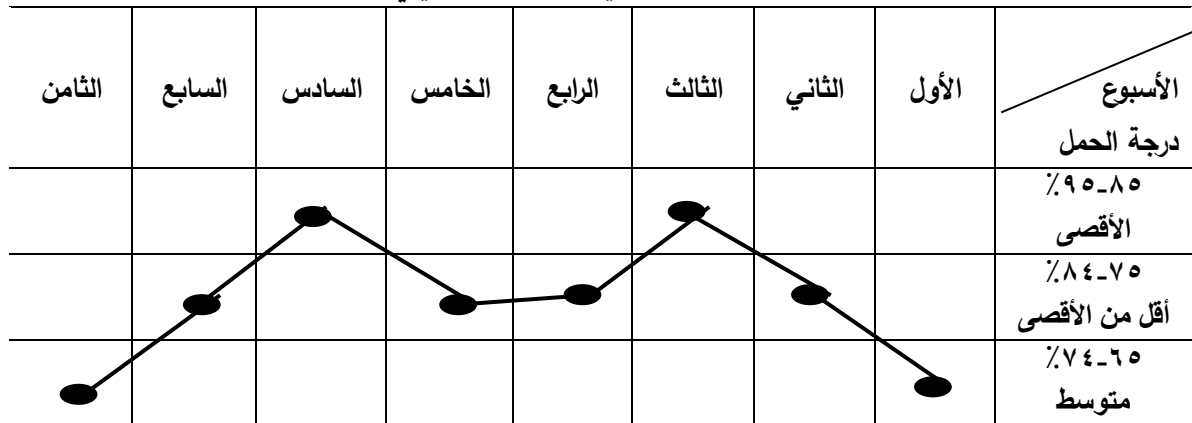 الأسبوع الأول الثاني الثالث الرابع الخامس السادس السابع الثامن
درجة الحمل
٨٥-٩٥٪
الأقصى
٧٥-٨٤٪
أقل من الأقصى
٦٥-٧٤٪
متوسط